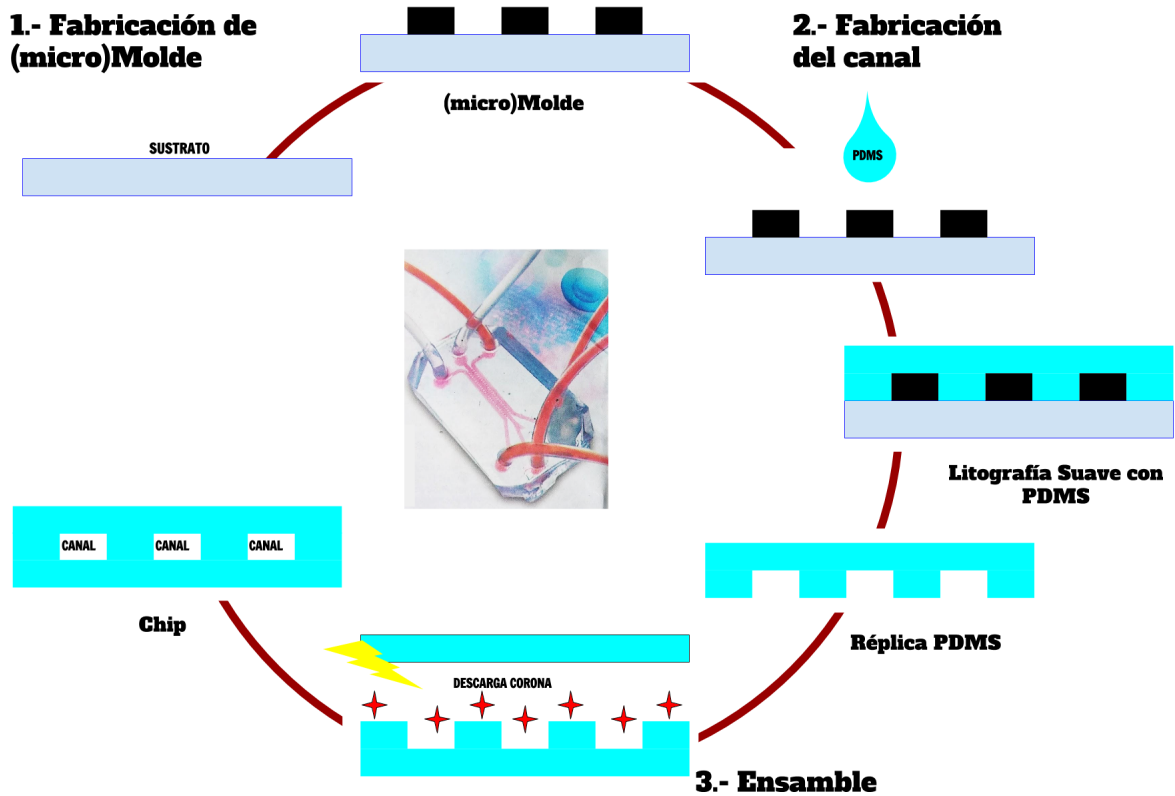 1.- Fabricación de
(micro)Molde
(micro)Molde
SUSTRATO
2.- Fabricación
del canal
PDMS
Litografía Suave con
PDMS
Réplica PDMS
3.- Ensamble
DESCARGA CORONA
CANAL CANAL CANAL
Chip